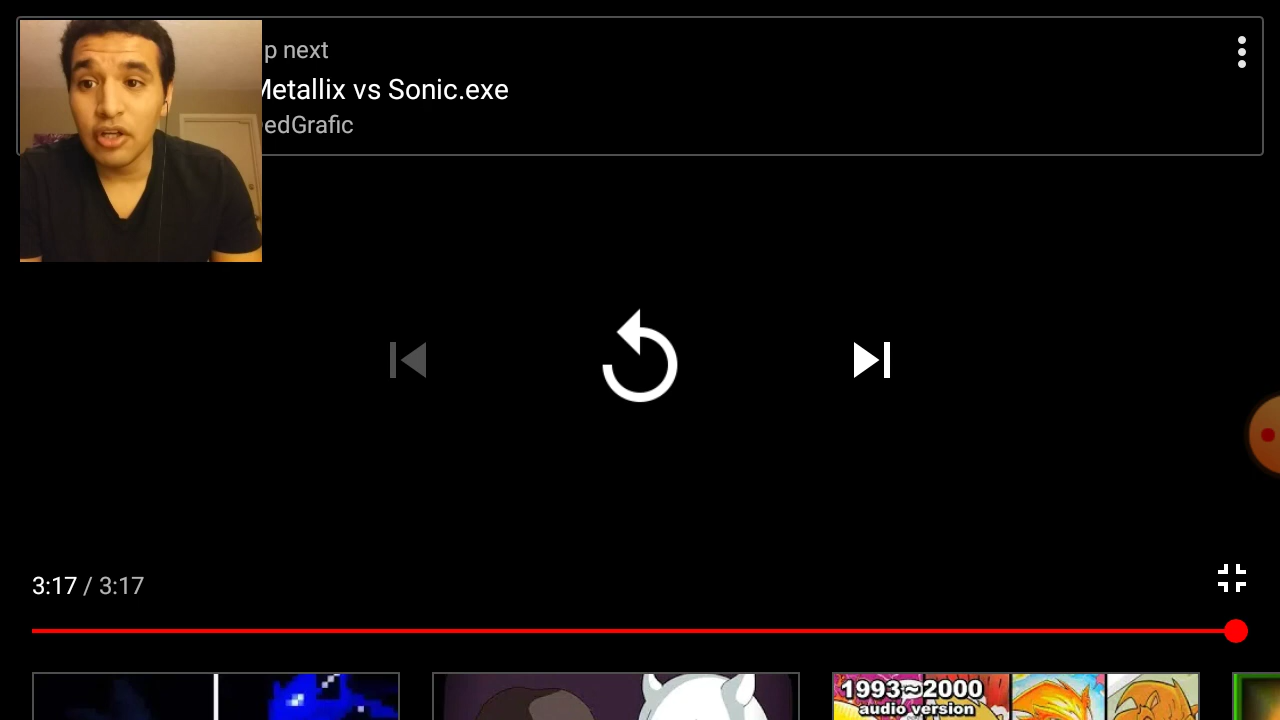 p next
Metallix vs Sonic.exe
edGrafic
3:17 / 3:17
1993≈2000
audio version